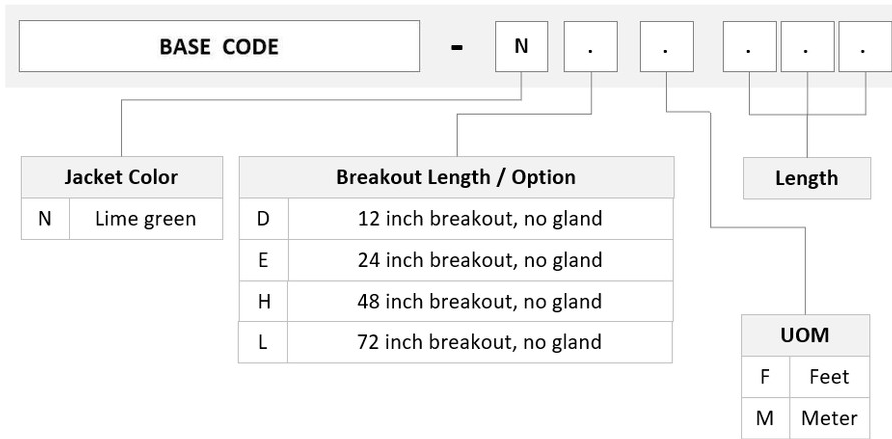 BASE CODE - N . . . . .
Jacket Color
N Lime green
Breakout Length / Option
D 12 inch breakout, no gland
E 24 inch breakout, no gland
H 48 inch breakout, no gland
L 72 inch breakout, no gland
Length
UOM
F Feet
M Meter